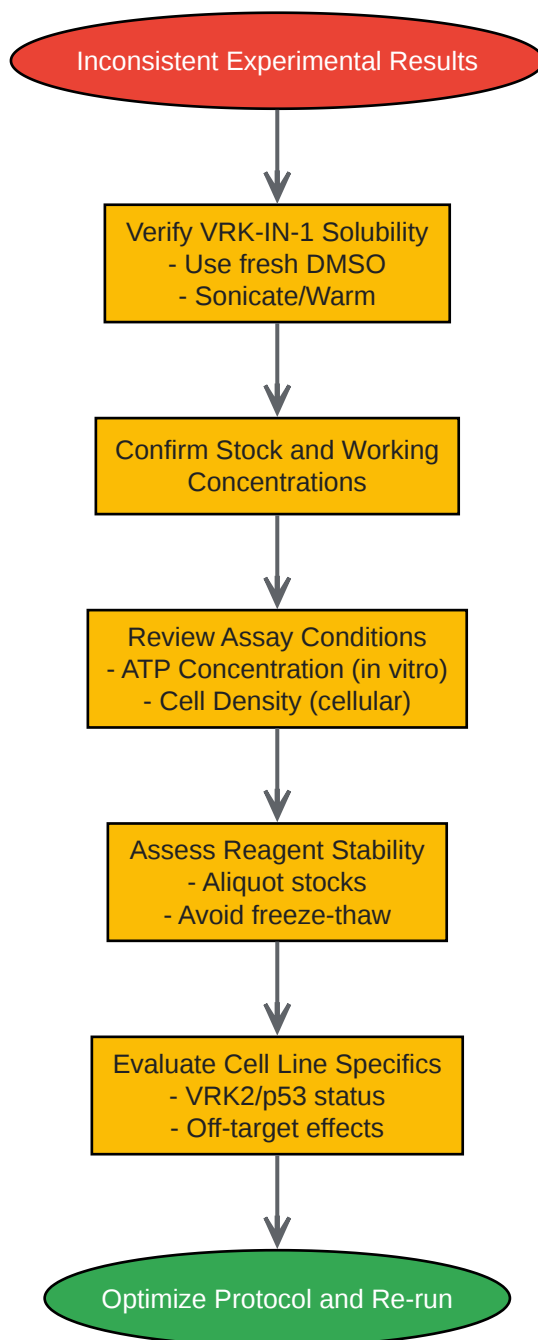 Inconsistent Experimental Results
Verify VRK-IN-1 Solubility
- Use fresh DMSO
- Sonicate/Warm
Confirm Stock and Working
Concentrations
Review Assay Conditions
- ATP Concentration (in vitro)
- Cell Density (cellular)
Assess Reagent Stability
- Aliquot stocks
- Avoid freeze-thaw
Evaluate Cell Line Specifics
- VRK2/p53 status
- Off-target effects
Optimize Protocol and Re-run